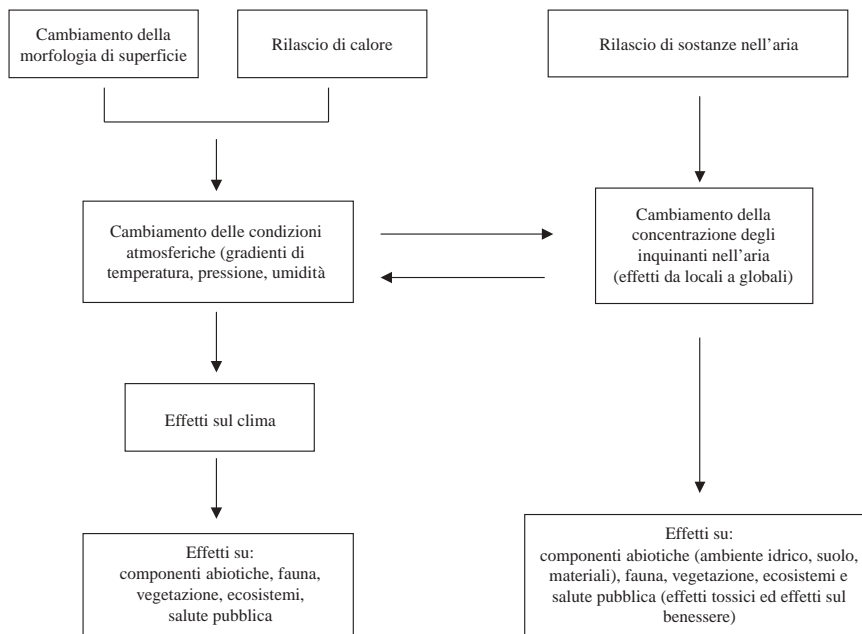 Cambiamento della
morfologia di superficie
Rilascio di calore
Rilascio di sostanze nell’aria
Cambiamento delle condizioni
atmosferiche (gradienti di
temperatura, pressione, umidità
Cambiamento della
concentrazione degli
inquinanti nell’aria
(effetti da locali a globali)
Effetti sul clima
Effetti su:
componenti abiotiche, fauna,
vegetazione, ecosistemi,
salute pubblica
Effetti su:
componenti abiotiche (ambiente idrico, suolo,
materiali), fauna, vegetazione, ecosistemi e
salute pubblica (effetti tossici ed effetti sul
benessere)